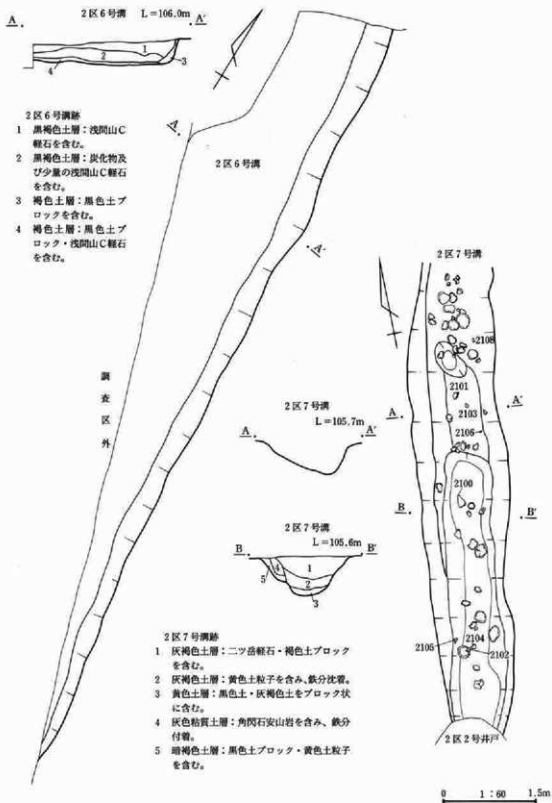 2区6号溝 L=106.0m
A A'
1
2
3
4
2区6号溝跡
1 黒褐色土層：浅間山C
軽石を含む。
2 黒褐色土層：炭化物及
び少量の浅間山C軽石
を含む。
3 褐色土層：黒色土ブ
ロックを含む。
4 褐色土層：黒色土ブ
ロック・浅間山C軽石
を含む。
A
2区6号溝
A'
調査区外
2区7号溝
L=105.7m
A A'
2区7号溝
L=105.6m
B B'
5
4
1
2
3
2区7号溝跡
1 灰褐色土層：二ツ岳軽石・褐色土ブロック
を含む。
2 灰褐色土層：黄色土粒子を含み、鉄分沈着。
3 黄色土層：黒色土・灰褐色土をブロック状
に含む。
4 灰色粘質土層：角閃石安山岩を含み、鉄分
付着。
5 暗褐色土層：黒色土ブロック・黄色土粒子
を含む。
2区7号溝
2108
2101
2103
A A'
2106
2100
B B'
2105
2104
2102
2区2号井戸
0 1:60 1.5m